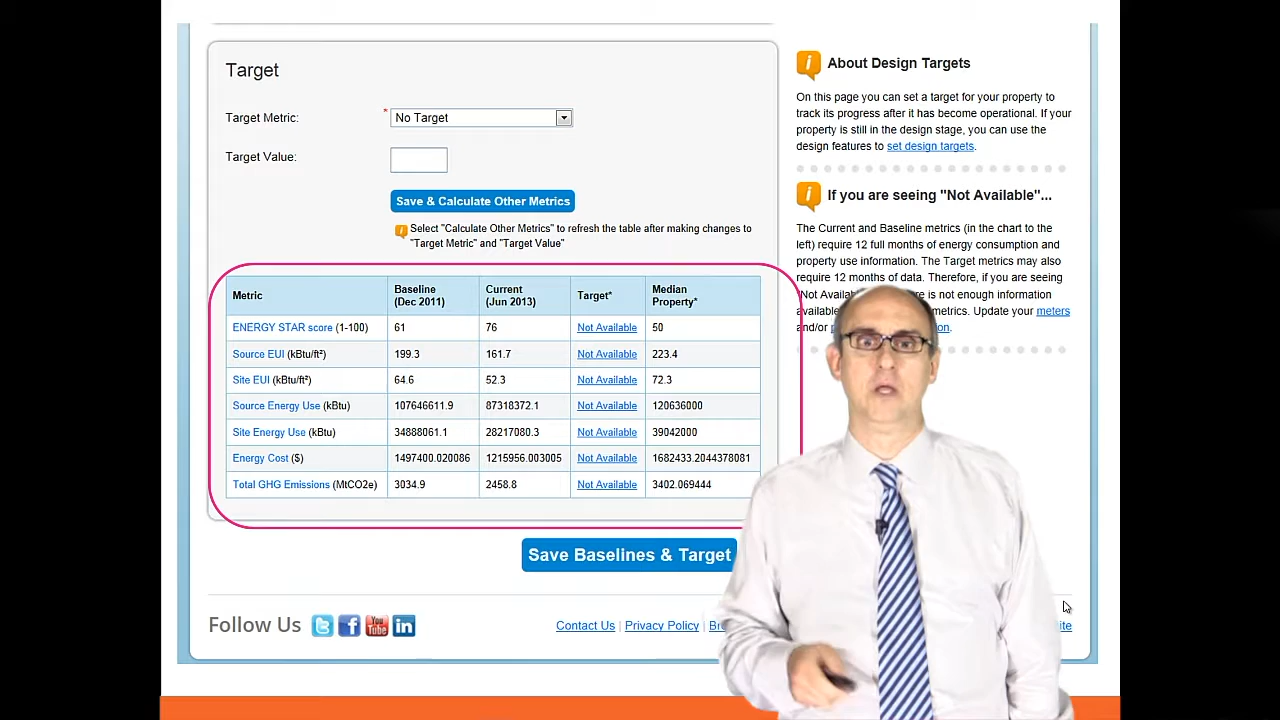 Target
Target Metric:
* No Target
Target Value:
Save & Calculate Other Metrics
Select "Calculate Other Metrics" to refresh the table after making changes to
"Target Metric" and "Target Value"
Metric Baseline (Dec 2011) Current (Jun 2013) Target* Median Property*
ENERGY STAR score (1-100) 61 76 Not Available 50
Source EUI (kBtu/ft²) 199.3 161.7 Not Available 223.4
Site EUI (kBtu/ft²) 64.6 52.3 Not Available 72.3
Source Energy Use (kBtu) 107646611.9 87318372.1 Not Available 120636000
Site Energy Use (kBtu) 34888061.1 28217080.3 Not Available 39042000
Energy Cost ($) 1497400.020086 1215956.003005 Not Available 1682433.2044378081
Total GHG Emissions (MtCO2e) 3034.9 2458.8 Not Available 3402.069444
Save Baselines & Target
About Design Targets
On this page you can set a target for your property to
track its progress after it has become operational. If your
property is still in the design stage, you can use the
design features to set design targets.
If you are seeing "Not Available"...
The Current and Baseline metrics (in the chart to the
left) require 12 full months of energy consumption and
property use information. The Target metrics may also
require 12 months of data. Therefore, if you are seeing
is not enough information
metrics. Update your meters
and/or
Follow Us
You Tube
in
Contact Us | Privacy Policy |